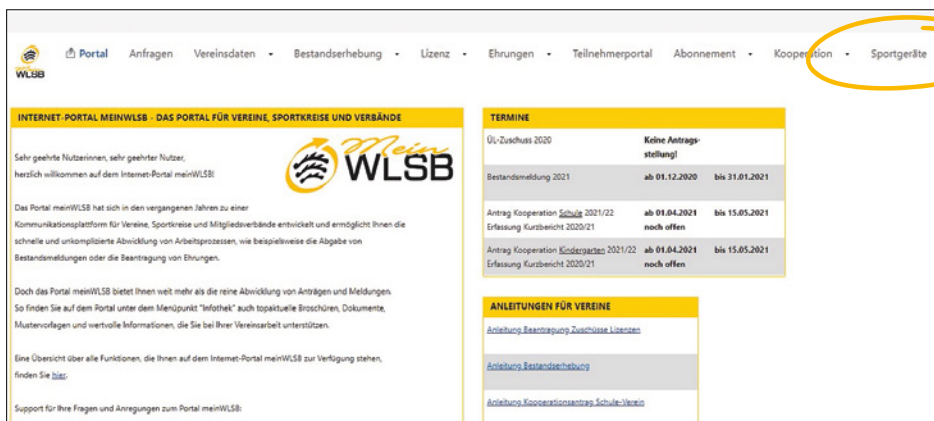 WLSB
Portal Anfragen Vereinsdaten Bestandserhebung Lizenz Ehrungen Teilnehmerportal Abonnement Kooperation Sportgeräte
INTERNET-PORTAL MEINWLSB - DAS PORTAL FÜR VEREINE, SPORTKREISE UND VERBÄNDE
Mein
WLSB
Sehr geehrte Nutzerinnen, sehr geehrter Nutzer,
herzlich willkommen auf dem Internet-Portal meinWLSB!
Das Portal meinWLSB hat sich in den vergangenen Jahren zu einer
Kommunikationsplattform für Vereine, Sportkreise und Mitgliedsverbände entwickelt und ermöglicht Ihnen die
schnelle und unkomplizierte Abwicklung von Arbeitsprozessen, wie beispielsweise die Abgabe von
Bestandsmeldungen oder die Beantragung von Ehrungen.
Doch das Portal meinWLSB bietet Ihnen weit mehr als die reine Abwicklung von Anträgen und Meldungen.
So finden Sie auf dem Portal unter dem Menüpunkt "Infothek" auch topaktuelle Broschüren, Dokumente,
Mustervorlagen und wertvolle Informationen, die Sie bei Ihrer Vereinsarbeit unterstützen.
Eine Übersicht über alle Funktionen, die Ihnen auf dem Internet-Portal meinWLSB zur Verfügung stehen,
finden Sie hier.
Support für Ihre Fragen und Anregungen zum Portal meinWLSB:
TERMINE
ÜL-Zuschuss 2020 Keine Antrags-
stellung!
Bestandsmeldung 2021 ab 01.12.2020 bis 31.01.2021
Antrag Kooperation Schule 2021/22 ab 01.04.2021 bis 15.05.2021
Erfassung Kurzbericht 2020/21 noch offen
Antrag Kooperation Kindergarten 2021/22 ab 01.04.2021 bis 15.05.2021
Erfassung Kurzbericht 2020/21 noch offen
ANLEITUNGEN FÜR VEREINE
Anleitung Beantragung Zuschüsse Lizenzen
Anleitung Bestandserhebung
Anleitung Kooperationsantrag Schule-Verein